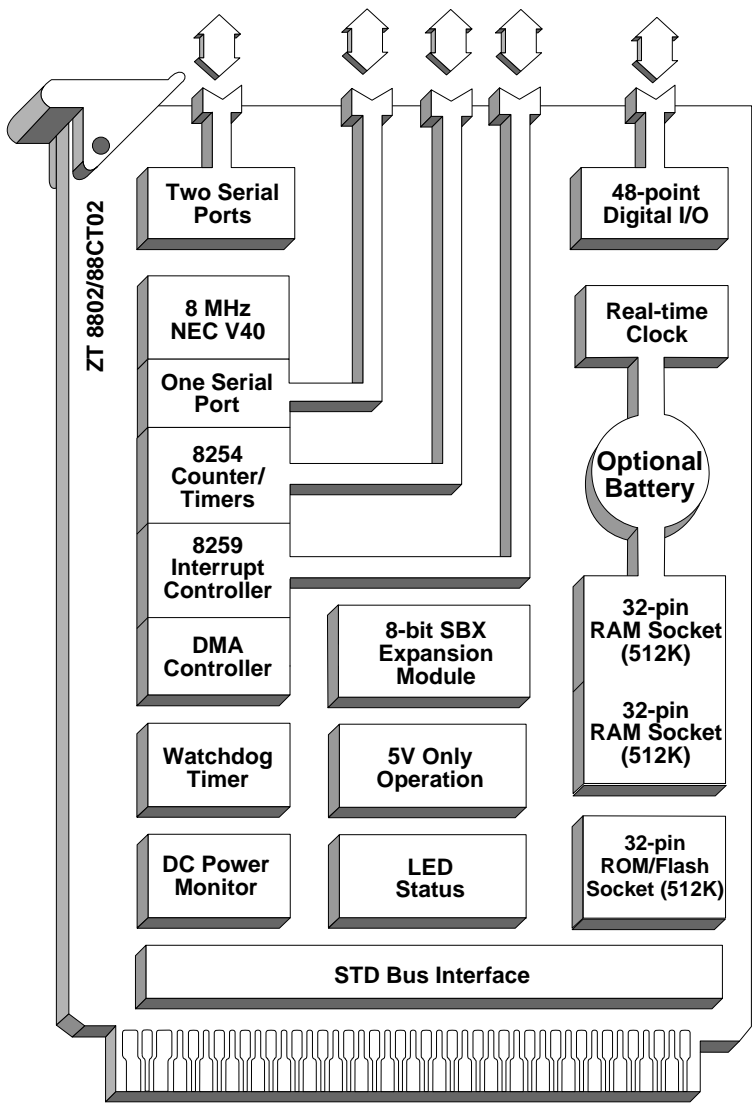 ZT 8802/88CT02
Two Serial
Ports
48-point
Digital I/O
8 MHz
NEC V40
Real-time
Clock
One Serial
Port
8254
Counter/
Timers
Optional
Battery
8259
Interrupt
Controller
DMA
Controller
8-bit SBX
Expansion
Module
32-pin
RAM Socket
(512K)
32-pin
RAM Socket
(512K)
Watchdog
Timer
5V Only
Operation
DC Power
Monitor
LED
Status
32-pin
ROM/Flash
Socket (512K)
STD Bus Interface